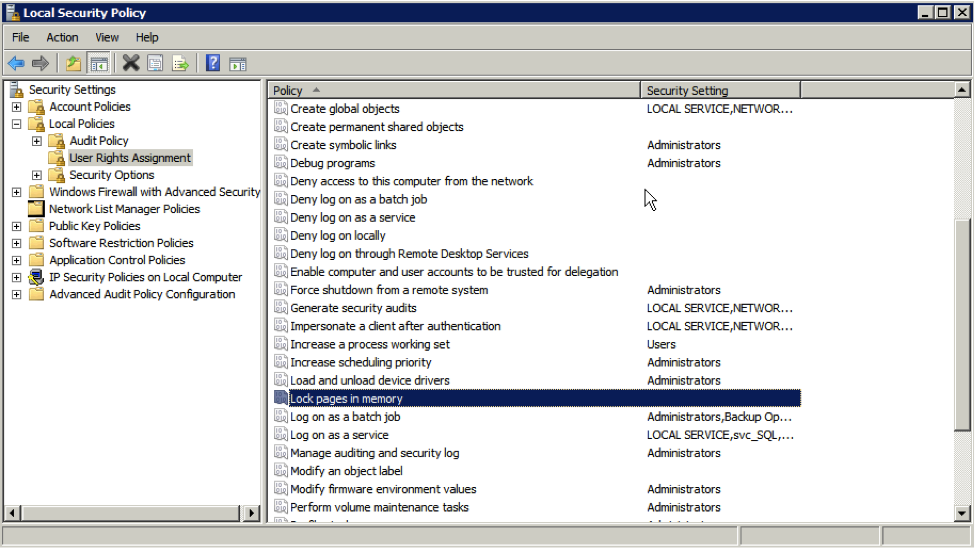 Local Security Policy
File Action View Help
Security Settings
Account Policies
Local Policies
Audit Policy
User Rights Assignment
Security Options
Windows Firewall with Advanced Security
Network List Manager Policies
Public Key Policies
Software Restriction Policies
Application Control Policies
IP Security Policies on Local Computer
Advanced Audit Policy Configuration
Policy Security Setting
Create global objects LOCAL SERVICE,NETWOR...
Create permanent shared objects
Create symbolic links Administrators
Debug programs Administrators
Deny access to this computer from the network
Deny log on as a batch job
Deny log on as a service
Deny log on locally
Deny log on through Remote Desktop Services
Enable computer and user accounts to be trusted for delegation
Force shutdown from a remote system Administrators
Generate security audits LOCAL SERVICE,NETWOR...
Impersonate a client after authentication LOCAL SERVICE,NETWOR...
Increase a process working set Users
Increase scheduling priority Administrators
Load and unload device drivers Administrators
Lock pages in memory
Log on as a batch job Administrators,Backup Op...
Log on as a service LOCAL SERVICE,svc_SQL,...
Manage auditing and security log Administrators
Modify an object label
Modify firmware environment values Administrators
Perform volume maintenance tasks Administrators